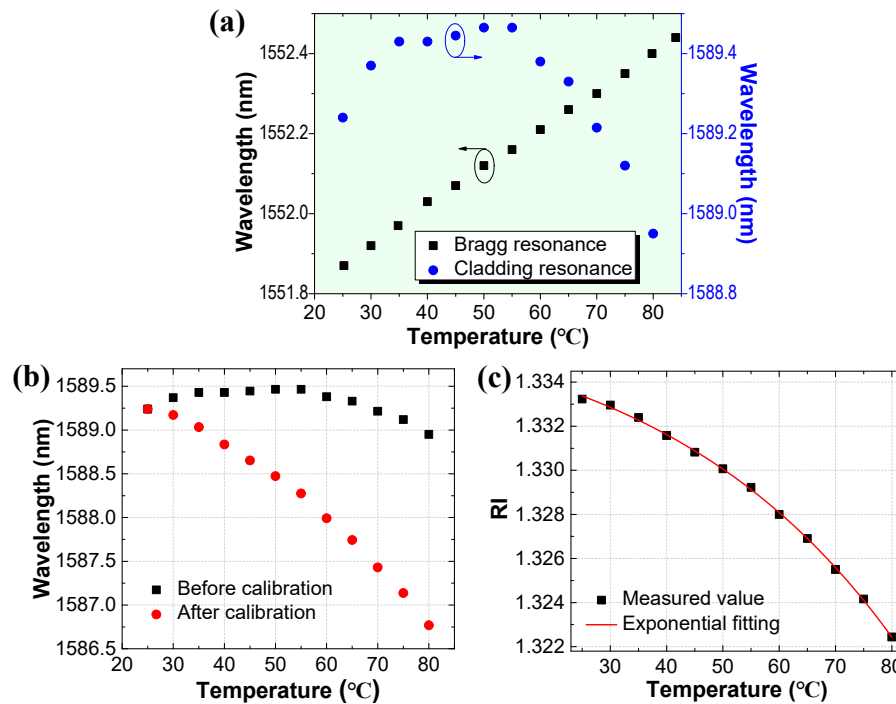 (a)
1552.4
1552.2
1552.0
1551.8
Wavelength (nm)
1589.4
1589.2
1589.0
1588.8
Wavelength (nm)
Bragg resonance
Cladding resonance
20 30 40 50 60 70 80
Temperature (℃)
(b)
1589.5
1589.0
1588.5
1588.0
1587.5
1587.0
1586.5
Wavelength (nm)
Before calibration
After calibration
20 30 40 50 60 70 80
Temperature (℃)
(c)
1.334
1.330
1.328
1.326
1.324
1.322
RI
Measured value
Exponential fitting
30 40 50 60 70 80
Temperature (℃)